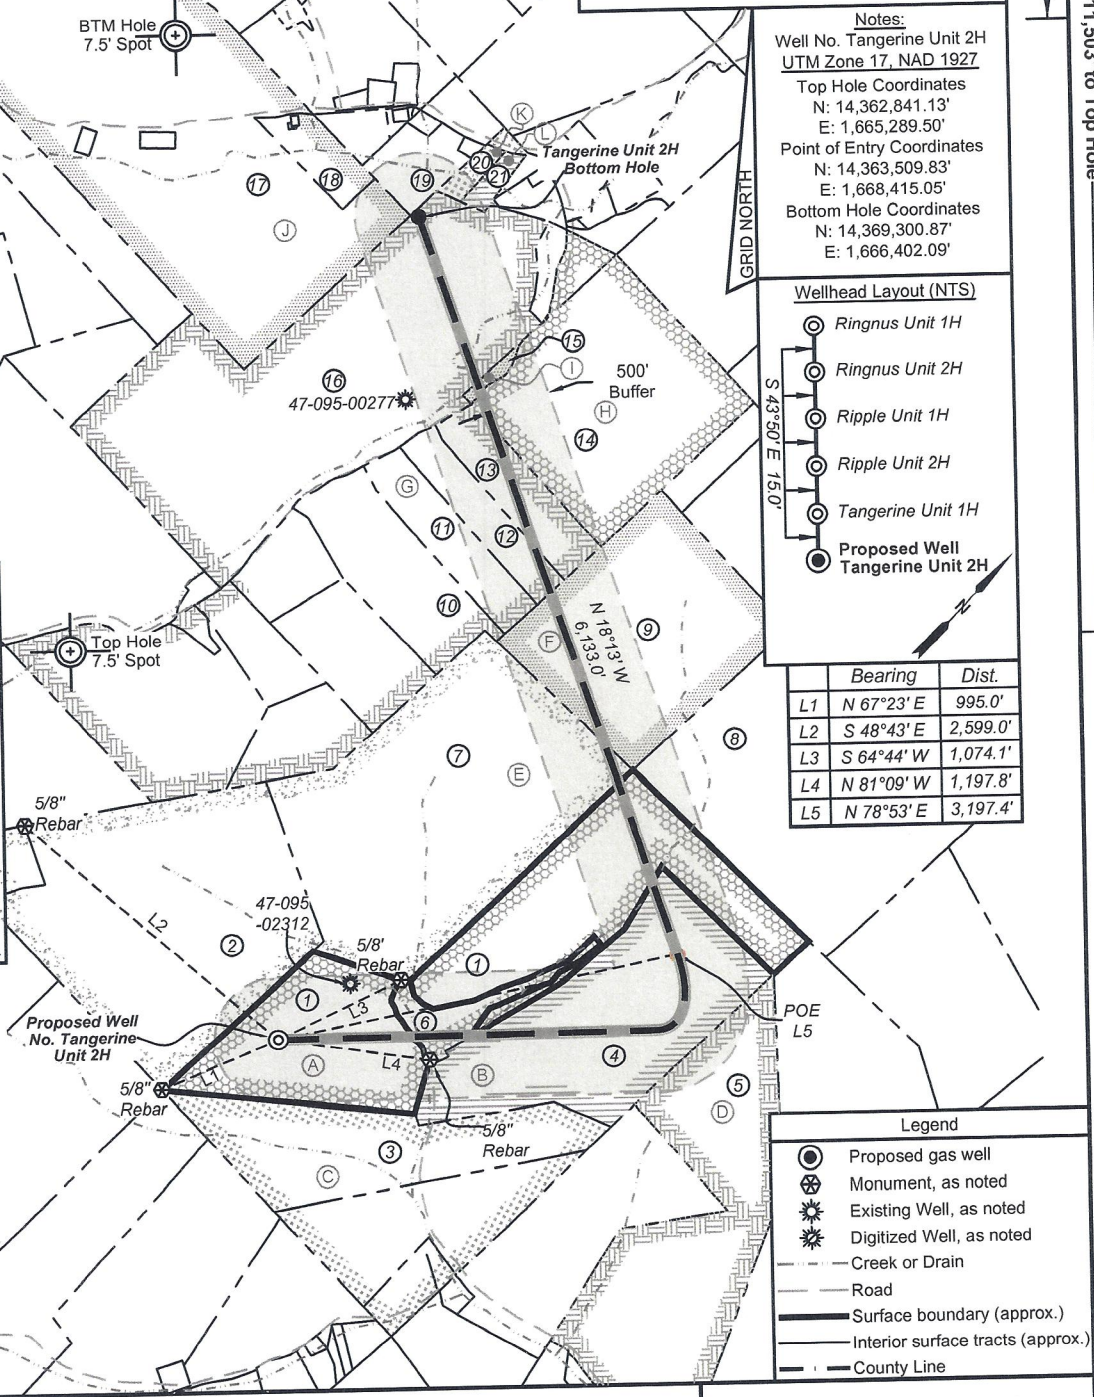 BTM Hole
7.5' Spot
K
L
Tangerine Unit 2H
Bottom Hole
20
21
17
18
19
J
16
47-095-00277
15
I
500'
Buffer
H
14
13
G
11
12
10
F
N 18°13' W
6,133.0'
9
Top Hole
7.5' Spot
8
7
E
5/8"
Rebar
L2
47-095
-02312
2
5/8'
Rebar
1
1
L3
6
Proposed Well
No. Tangerine
Unit 2H
L1
A
L4
B
4
POE
L5
5
D
5/8"
Rebar
5/8"
Rebar
3
C
Notes:
Well No. Tangerine Unit 2H
UTM Zone 17, NAD 1927
Top Hole Coordinates
N: 14,362,841.13'
E: 1,665,289.50'
Point of Entry Coordinates
N: 14,363,509.83'
E: 1,668,415.05'
Bottom Hole Coordinates
N: 14,369,300.87'
E: 1,666,402.09'
GRID NORTH
11,503' to Top Hole
Wellhead Layout (NTS)
Ringnus Unit 1H
Ringnus Unit 2H
Ripple Unit 1H
Ripple Unit 2H
Tangerine Unit 1H
Proposed Well
Tangerine Unit 2H
S 43°50' E 15.0'
N
Bearing Dist.
L1 N 67°23' E 995.0'
L2 S 48°43' E 2,599.0'
L3 S 64°44' W 1,074.1'
L4 N 81°09' W 1,197.8'
L5 N 78°53' E 3,197.4'
Legend
Proposed gas well
Monument, as noted
Existing Well, as noted
Digitized Well, as noted
Creek or Drain
Road
Surface boundary (approx.)
Interior surface tracts (approx.)
County Line